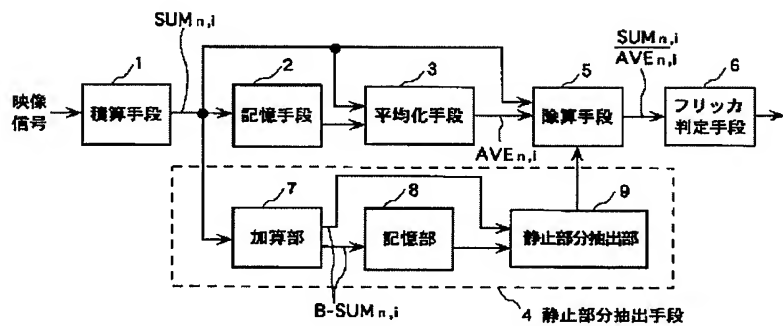 SUMn,i
SUMn,i
AVEn,i
1
2
3
5
6
映像
信号
積算手段
記憶手段
平均化手段
除算手段
フリッカ
判定手段
AVEn,i
7
8
9
加算部
記憶部
静止部分抽出部
B-SUMn,i
4 静止部分抽出手段